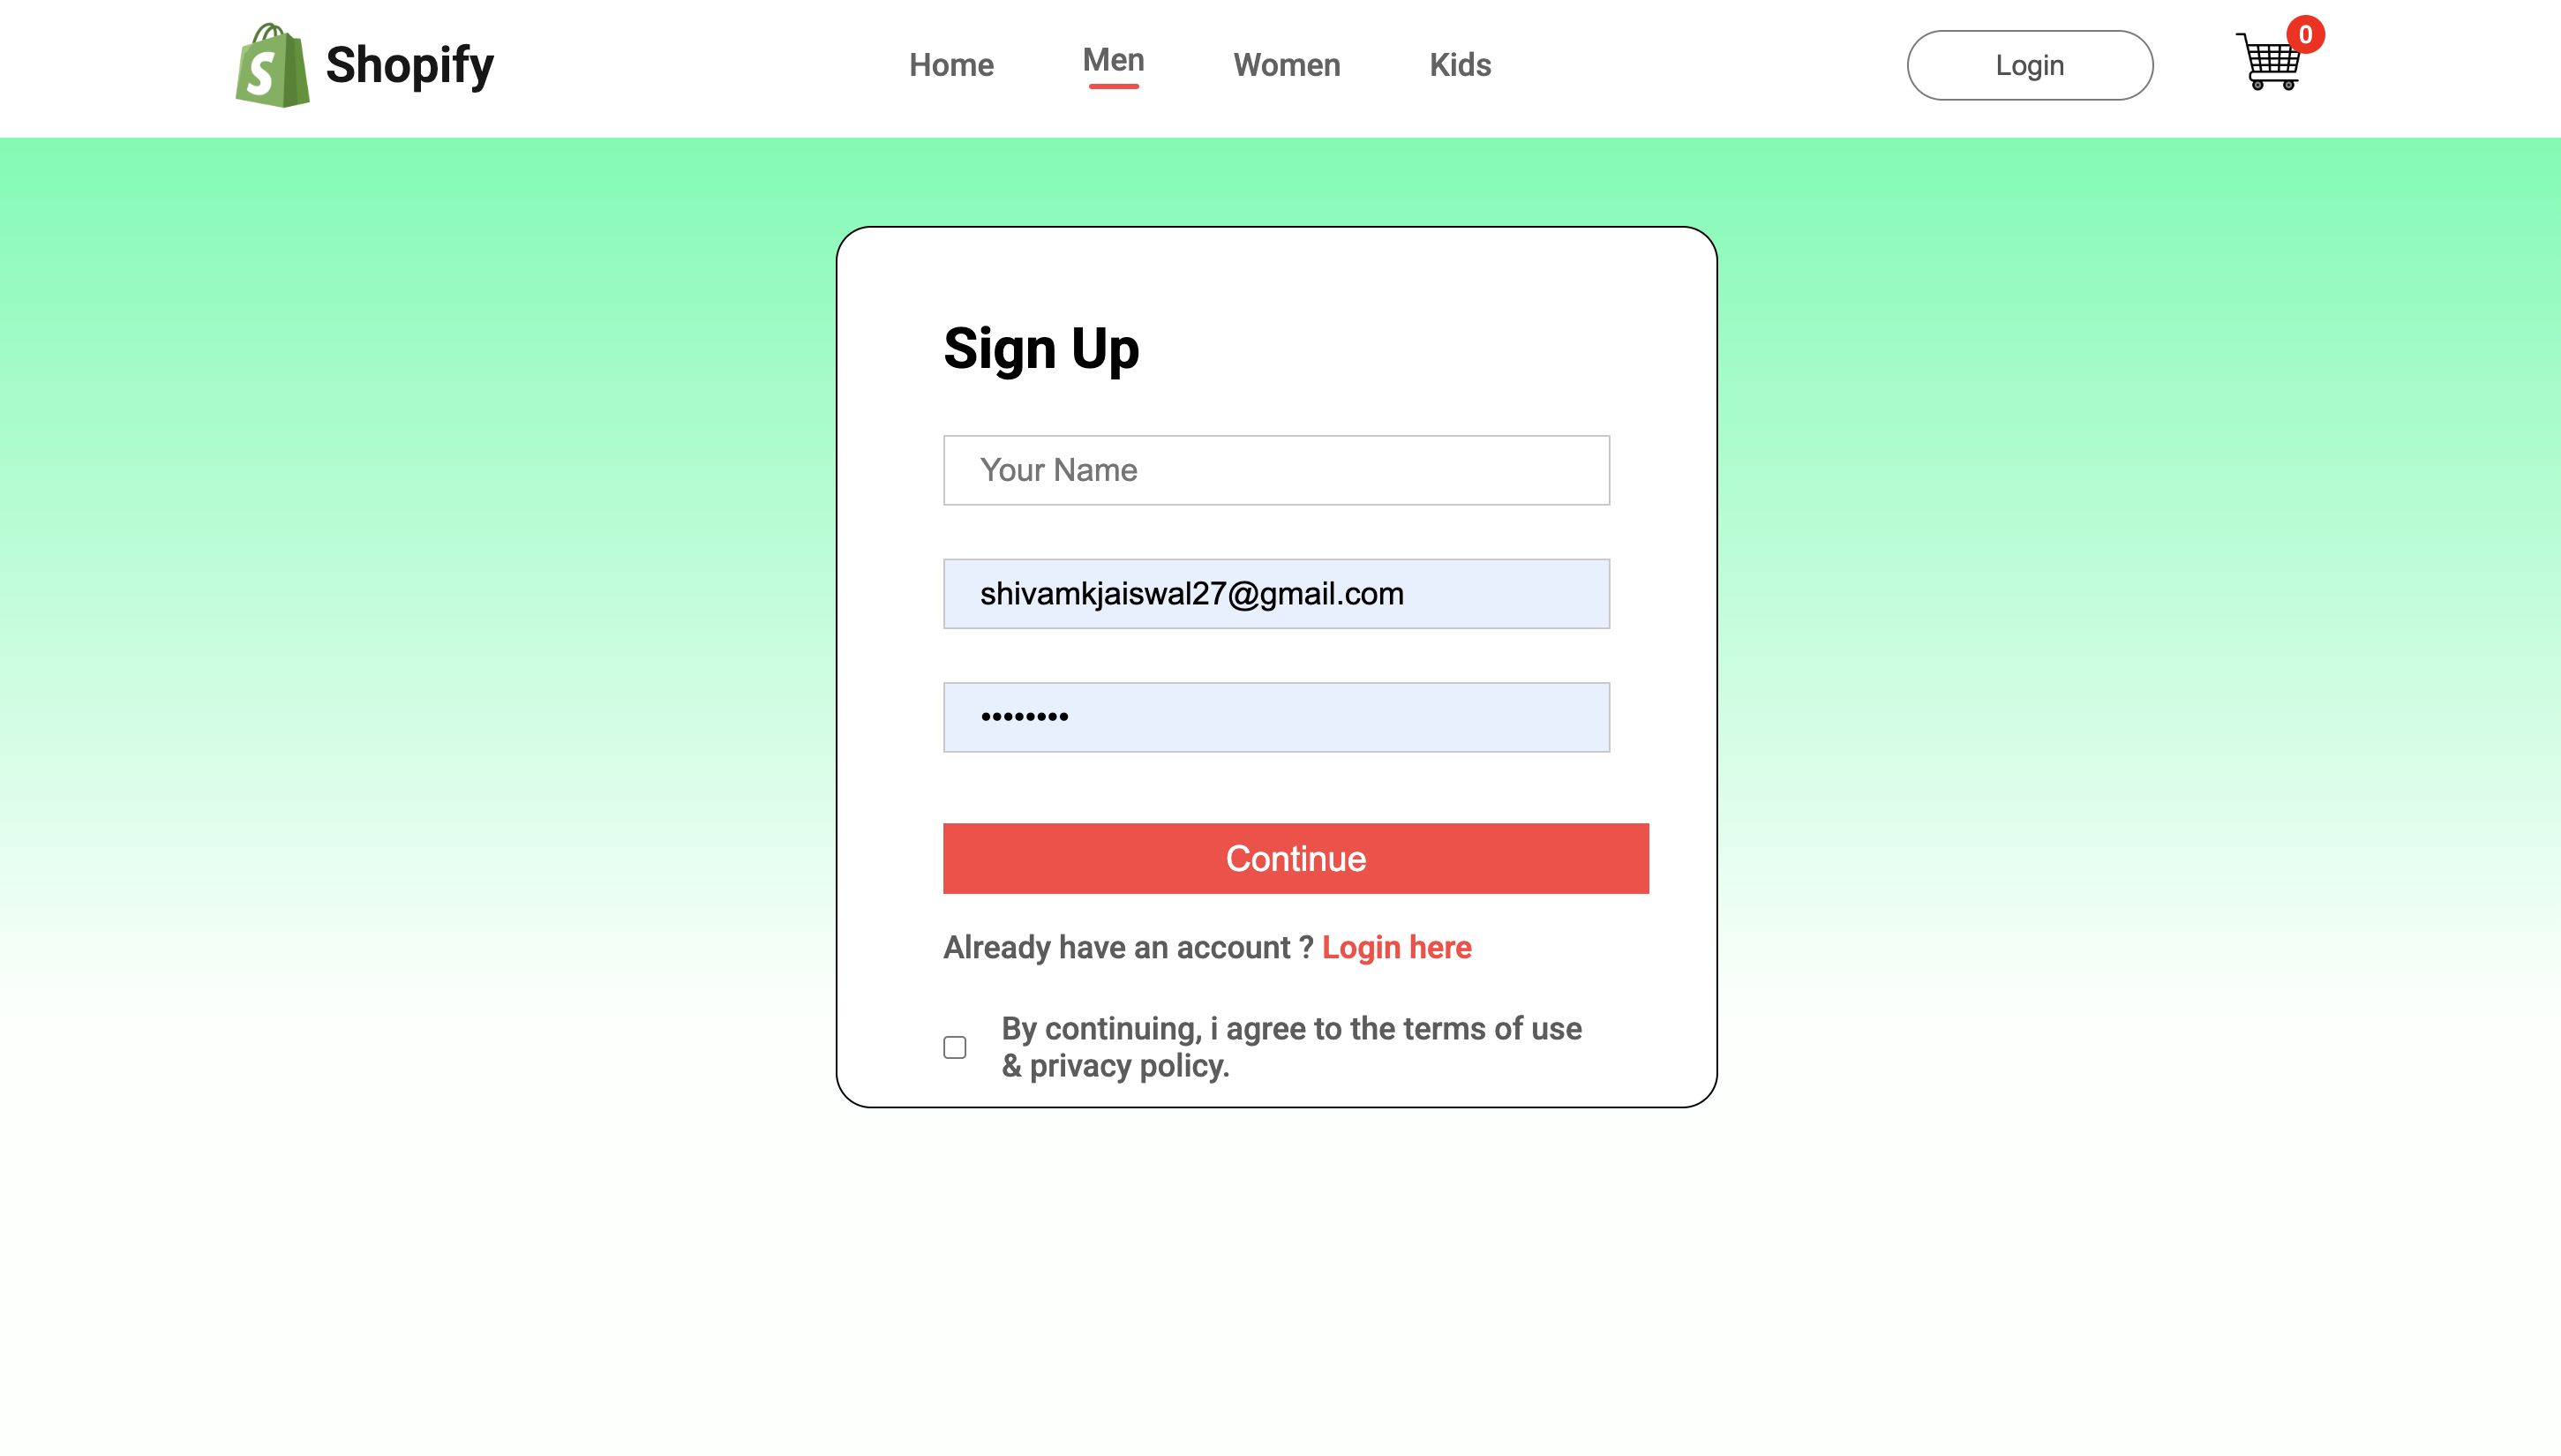 Shopify
Home
Men
Women
Kids
Login
0
Sign Up
Your Name
shivamkjaiswal27@gmail.com
••••••••
Continue
Already have an account ? Login here
By continuing, i agree to the terms of use
& privacy policy.